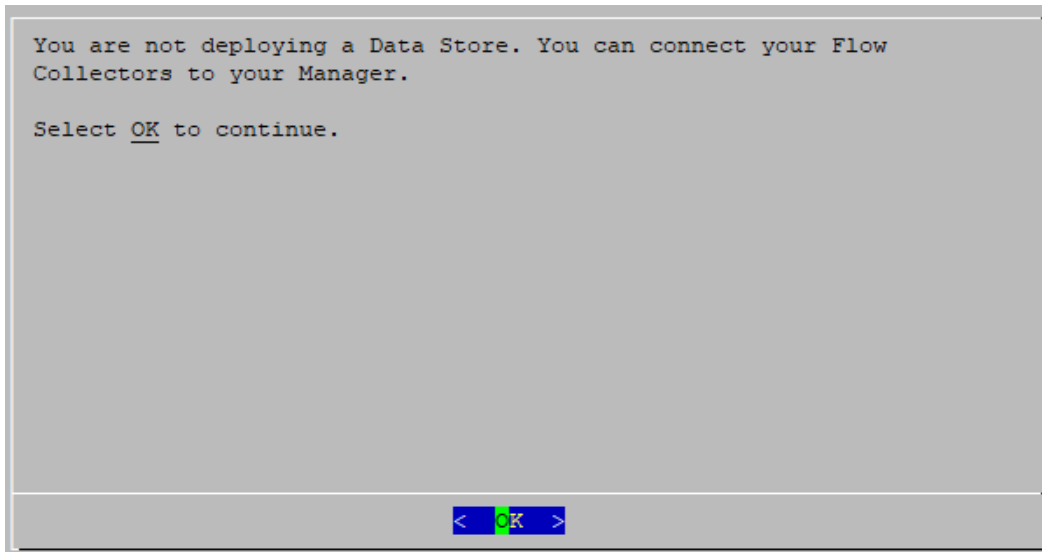 You are not deploying a Data Store. You can connect your Flow
Collectors to your Manager.
Select OK to continue.
< OK >